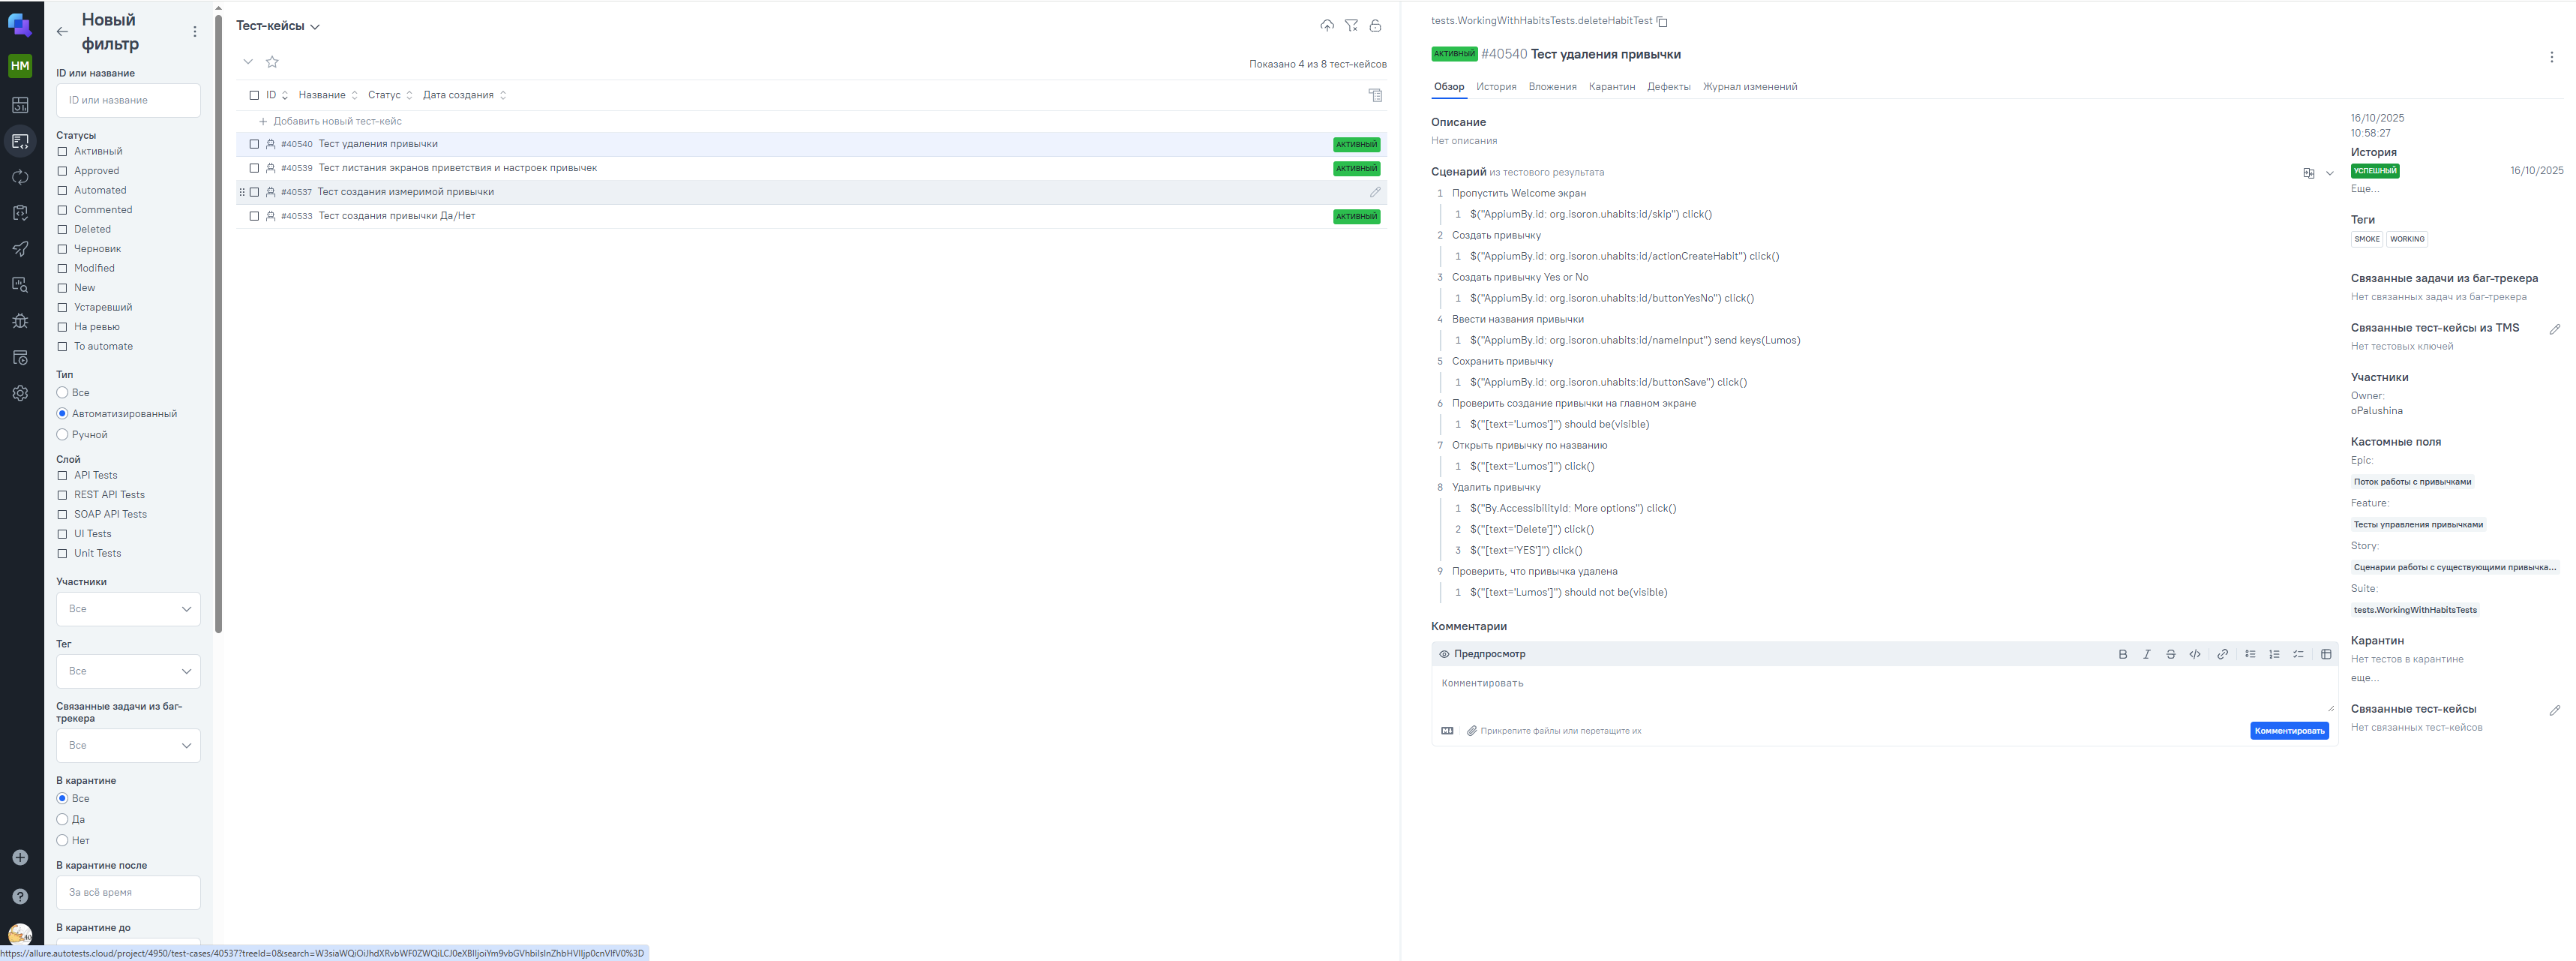 HM
Новый
фильтр
ID или название
ID или название
Статусы
Активный
Approved
Automated
Commented
Deleted
Черновик
Modified
New
Устаревший
На ревью
To automate
Тип
Все
Автоматизированный
Ручной
Слой
API Tests
REST API Tests
SOAP API Tests
UI Tests
Unit Tests
Участники
Все
Тег
Все
Связанные задачи из баг-
трекера
Все
В карантине
Все
Да
Нет
В карантине после
За всё время
В карантине до
Тест-кейсы
Показано 4 из 8 тест-кейсов
ID Название Статус Дата создания
Добавить новый тест-кейс
#40540 Тест удаления привычки АКТИВНЫЙ
#40539 Тест листания экранов приветствия и настроек привычек АКТИВНЫЙ
#40537 Тест создания измеримой привычки
#40533 Тест создания привычки Да/Нет АКТИВНЫЙ
tests.WorkingWithHabitsTests.deleteHabitTest
АКТИВНЫЙ #40540 Тест удаления привычки
Обзор История Вложения Карантин Дефекты Журнал изменений
Описание
Нет описания
Сценарий из тестового результата
1 Пропустить Welcome экран
1 $("AppiumBy.id: org.isoron.uhabits:id/skip") click()
2 Создать привычку
1 $("AppiumBy.id: org.isoron.uhabits:id/actionCreateHabit") click()
3 Создать привычку Yes or No
1 $("AppiumBy.id: org.isoron.uhabits:id/buttonYesNo") click()
4 Ввести названия привычки
1 $("AppiumBy.id: org.isoron.uhabits:id/nameInput") send keys(Lumos)
5 Сохранить привычку
1 $("AppiumBy.id: org.isoron.uhabits:id/buttonSave") click()
6 Проверить создание привычки на главном экране
1 $("[text='Lumos']") should be(visible)
7 Открыть привычку по названию
1 $("[text='Lumos']") click()
8 Удалить привычку
1 $("By.AccessibilityId: More options") click()
2 $("[text='Delete']") click()
3 $("[text='YES']") click()
9 Проверить, что привычка удалена
1 $("[text='Lumos']") should not be(visible)
Комментарии
Предпросмотр
Комментировать
Прикрепите файлы или перетащите их
Комментировать
16/10/2025
10:58:27
История
УСПЕШНЫЙ 16/10/2025
Еще...
Теги
SMOKE WORKING
Связанные задачи из баг-трекера
Нет связанных задач из баг-трекера
Связанные тест-кейсы из TMS
Нет тестовых ключей
Участники
Owner:
oPalushina
Кастомные поля
Epic:
Поток работы с привычками
Feature:
Тесты управления привычками
Story:
Сценарии работы с существующими привычка...
Suite:
tests.WorkingWithHabitsTests
Карантин
Нет тестов в карантине
еще...
Связанные тест-кейсы
Нет связанных тест-кейсов